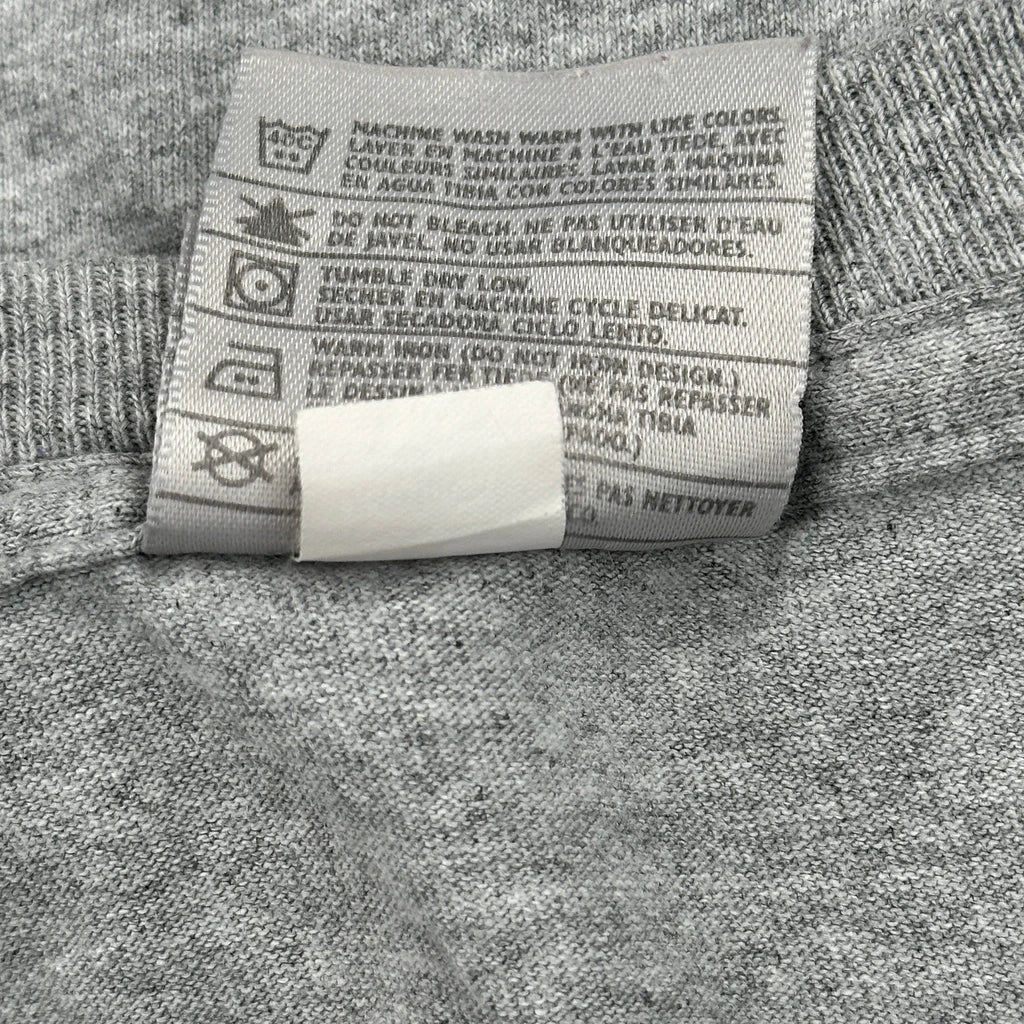 40C
MACHINE WASH WARM WITH LIKE COLORS.
LAVER EN MACHINE A L'EAU TIEDE, AVEC
COULEURS SIMILAIRES. LAVAR A MAQUINA
EN AGUA TIBIA CON COLORES SIMILARES.
DO NOT BLEACH. NE PAS UTILISER D'EAU
DE JAVEL. NO USAR BLANQUEADORES.
TUMBLE DRY LOW.
SECHER EN MACHINE CYCLE DELICAT.
USAR SECADORA CICLO LENTO.
WARM IRON (DO NOT IRON DESIGN.)
REPASSER FER (NE PAS REPASSER
LE DESSIN TIBIA
PAS NETTOYER